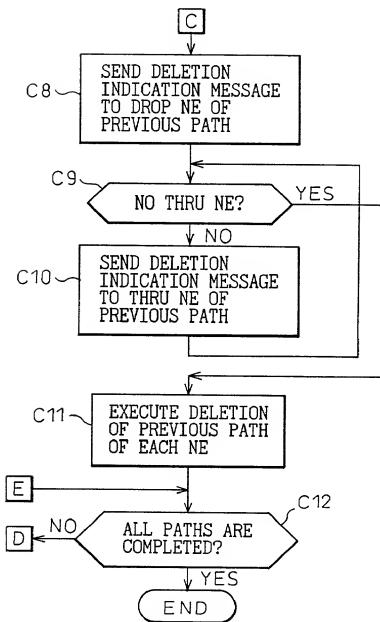 C
C8
SEND DELETION
INDICATION MESSAGE
TO DROP NE OF
PREVIOUS PATH
C9
NO THRU NE?
YES
NO
C10
SEND DELETION
INDICATION MESSAGE
TO THRU NE OF
PREVIOUS PATH
C11
EXECUTE DELETION
OF PREVIOUS PATH
OF EACH NE
E
C12
NO
D
ALL PATHS ARE
COMPLETED?
YES
END